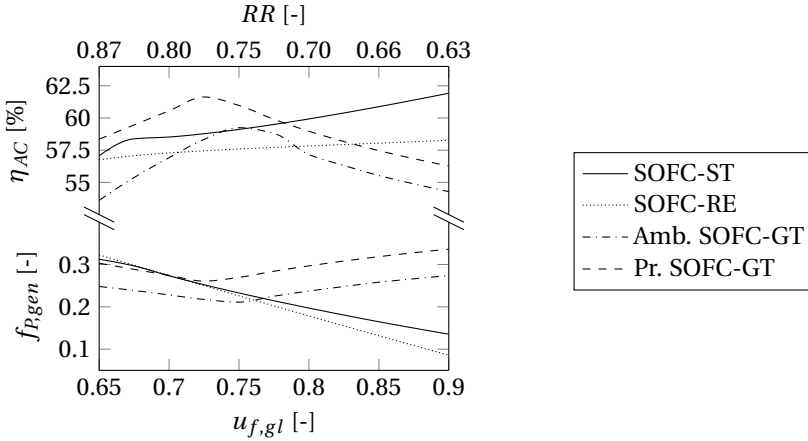 RR [-]
0.87 0.80 0.75 0.70 0.66 0.63
62.5
60
57.5
55
η_AC [%]
0.3
0.2
0.1
f_P,gen [-]
0.65 0.7 0.75 0.8 0.85 0.9
u_f,gl [-]
SOFC-ST
SOFC-RE
Amb. SOFC-GT
Pr. SOFC-GT